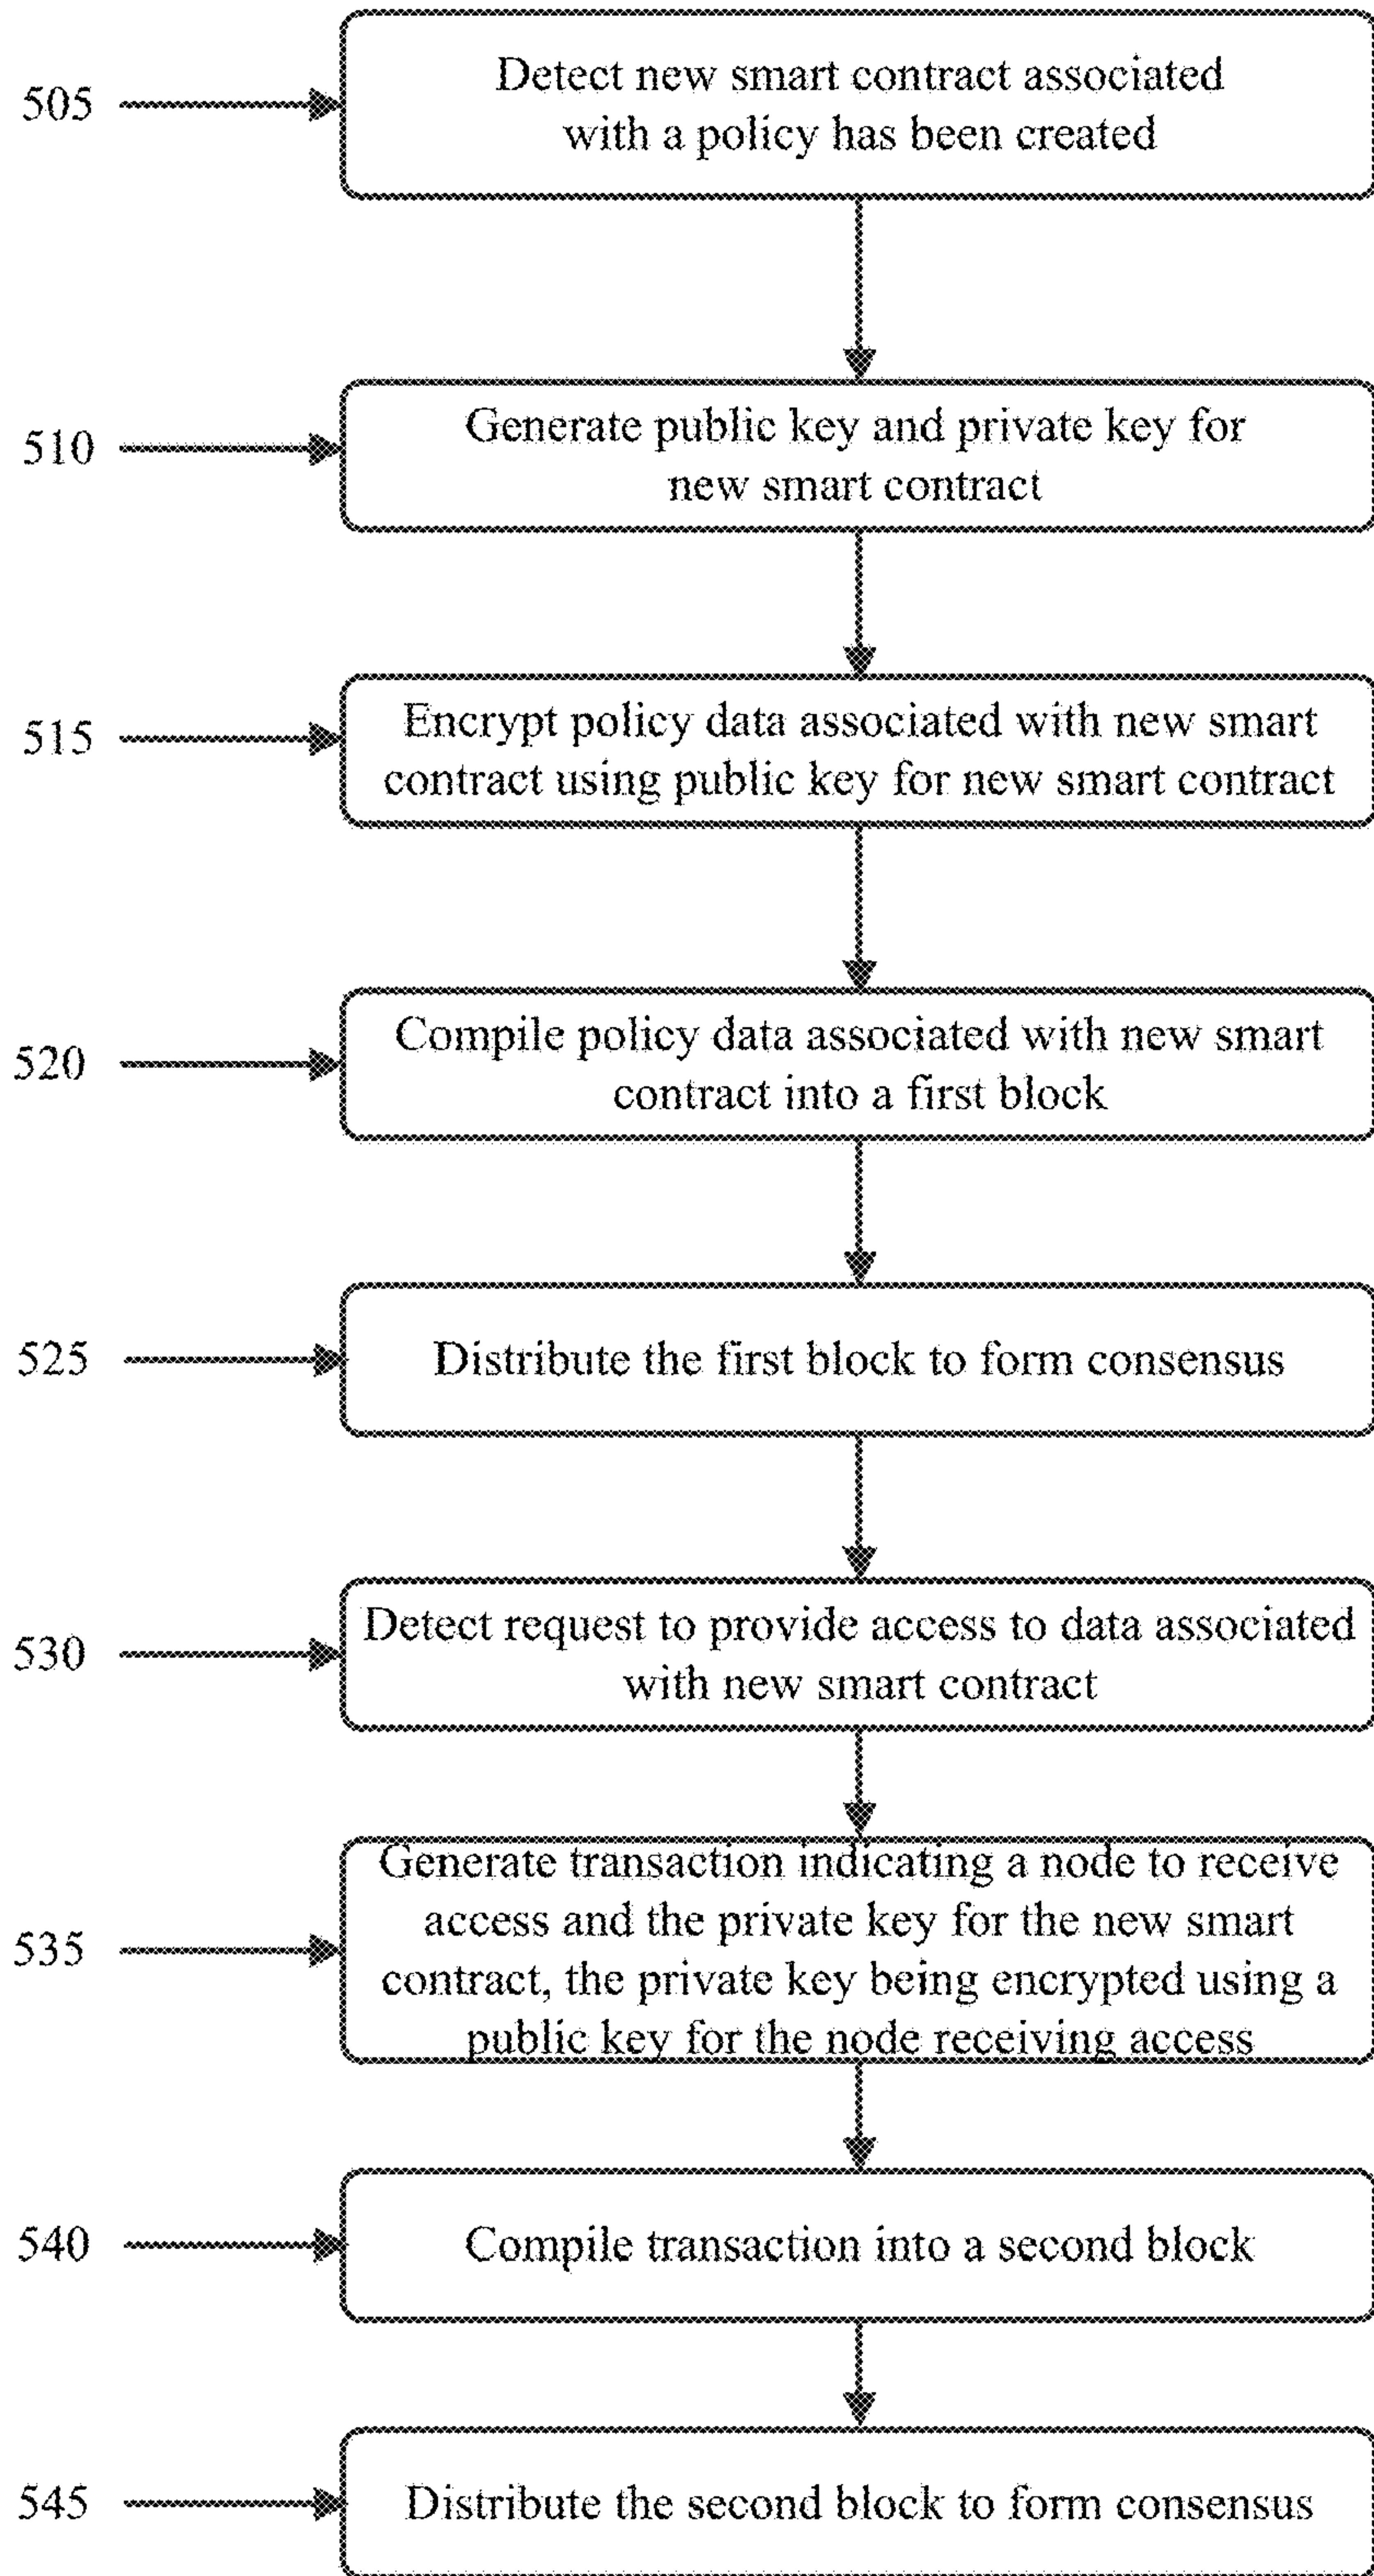 505
Detect new smart contract associated
with a policy has been created
510
Generate public key and private key for
new smart contract
515
Encrypt policy data associated with new smart
contract using public key for new smart contract
520
Compile policy data associated with new smart
contract into a first block
525
Distribute the first block to form consensus
530
Detect request to provide access to data associated
with new smart contract
535
Generate transaction indicating a node to receive
access and the private key for the new smart
contract, the private key being encrypted using a
public key for the node receiving access
540
Compile transaction into a second block
545
Distribute the second block to form consensus